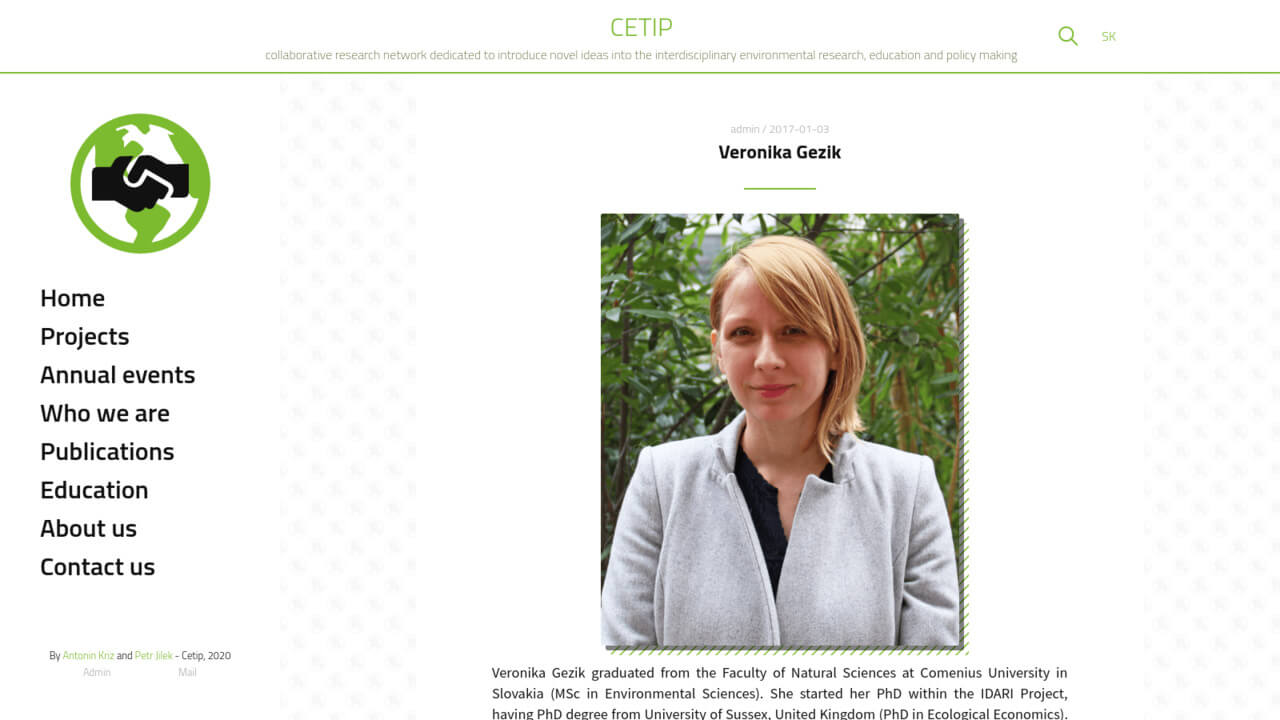 CETIP
collaborative research network dedicated to introduce novel ideas into the interdisciplinary environmental research, education and policy making
SK
Home
Projects
Annual events
Who we are
Publications
Education
About us
Contact us
By Antonin Kriz and Petr Jilek - Cetip, 2020
Admin Mail
admin / 2017-01-03
Veronika Gezik
Veronika Gezik graduated from the Faculty of Natural Sciences at Comenius University in
Slovakia (MSc in Environmental Sciences). She started her PhD within the IDARI Project,
having PhD degree from University of Sussex, United Kingdom (PhD in Ecological Economics).